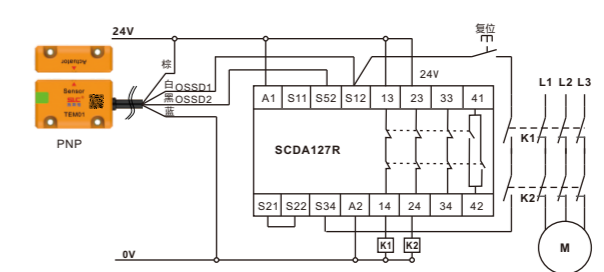 24V
复位
Actuator
棕
Sensor
SLC
TEM01
白 OSSD1
黑 OSSD2
蓝
PNP
24V
A1 S11 S52 S12 13 23 33 41
SCDA127R
S21 S22 S34 A2 14 24 34 42
K1 K2
0V
L1 L2 L3
K1
K2
M